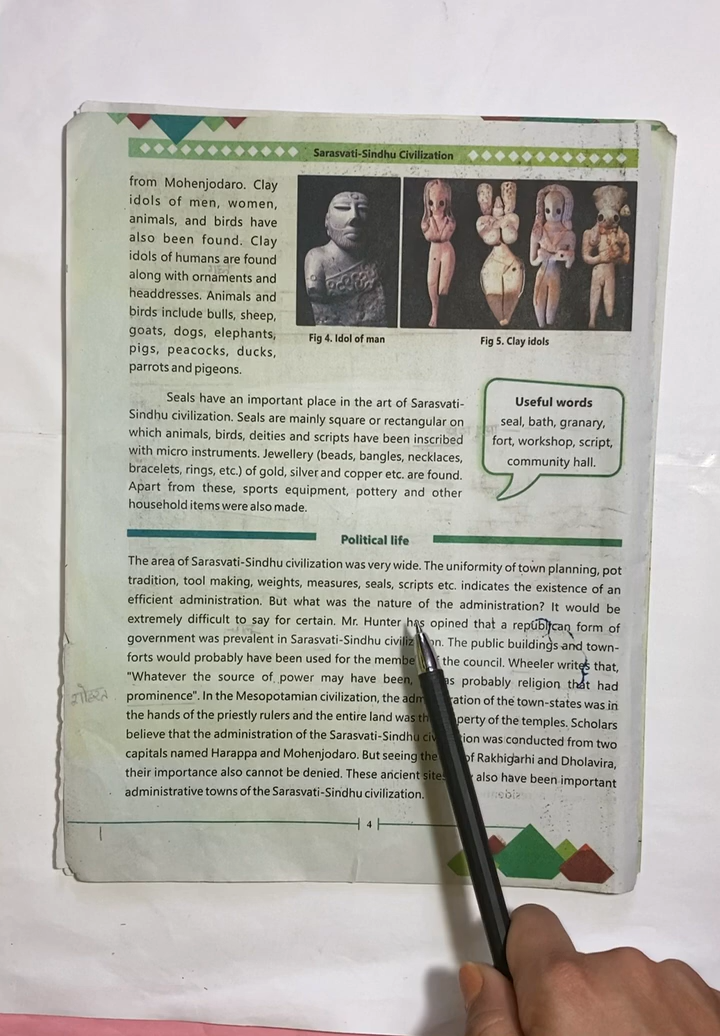 Sarasvati-Sindhu Civilization
from Mohenjodaro. Clay
idols of men, women,
animals, and birds have
also been found. Clay
idols of humans are found
along with ornaments and
headdresses. Animals and
birds include bulls, sheep,
goats, dogs, elephants,
pigs, peacocks, ducks,
parrots and pigeons.
Fig 4. Idol of man
Fig 5. Clay idols
Seals have an important place in the art of Sarasvati-
Sindhu civilization. Seals are mainly square or rectangular on
which animals, birds, deities and scripts have been inscribed
with micro instruments. Jewellery (beads, bangles, necklaces,
bracelets, rings, etc.) of gold, silver and copper etc. are found.
Apart from these, sports equipment, pottery and other
household items were also made.
Useful words
seal, bath, granary,
fort, workshop, script,
community hall.
Political life
The area of Sarasvati-Sindhu civilization was very wide. The uniformity of town planning, pot
tradition, tool making, weights, measures, seals, scripts etc. indicates the existence of an
efficient administration. But what was the nature of the administration? It would be
extremely difficult to say for certain. Mr. Hunter has opined that a republican form of
government was prevalent in Sarasvati-Sindhu The public buildings and town-
forts would probably have been used for the the council. Wheeler writes that,
"Whatever the source of power may have been, probably religion that had
prominence". In the Mesopotamian civilization, the of the town-states was in
the hands of the priestly rulers and the entire land was of the temples. Scholars
believe that the administration of the Sarasvati-Sindhu was conducted from two
capitals named Harappa and Mohenjodaro. But seeing the of Rakhigarhi and Dholavira,
their importance also cannot be denied. These ancient also have been important
administrative towns of the Sarasvati-Sindhu civilization.
4